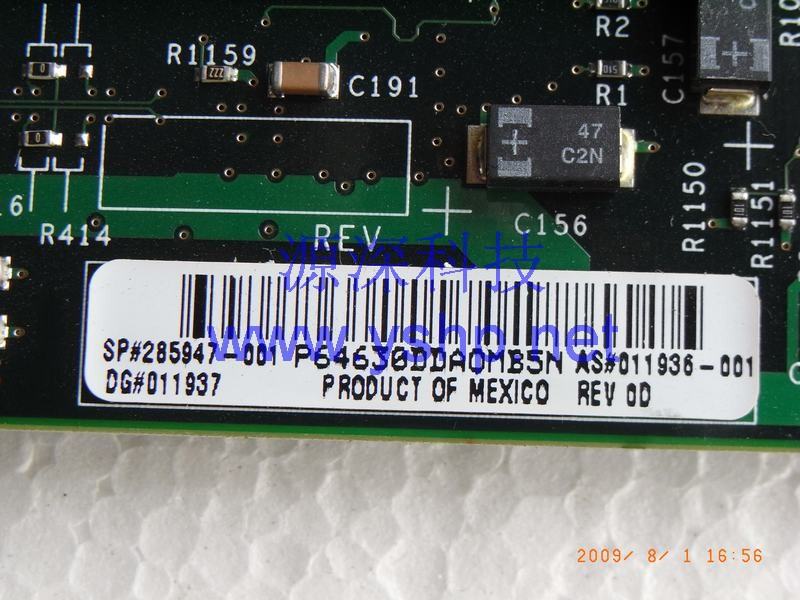 R2
C157
R10
R1159
C191
R1
47
C2N
R1150
R1151
16
R414
REV
C156
源深科技
www.yshp.net
SP#285947-001 AS#011936-001
DG#011937 PRODUCT OF MEXICO REV 0D
2009/ 8/ 1 16:56